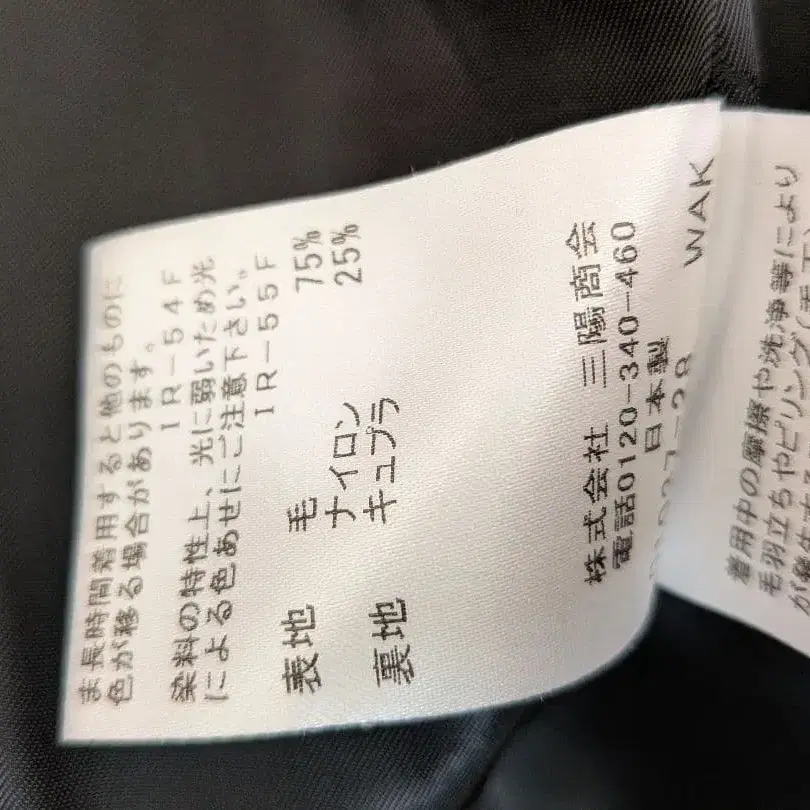 ま長時間着用すると他のものに
色が移る場合があります。
IR-54F
染料の特性上、光に弱いため光
による色あせにご注意下さい。
IR-55F
表地 毛 75%
ナイロン 25%
裏地 キュプラ
株式会社 三陽商会
電話0120-340-460
日本製
WAK
着用中の摩擦や洗浄等により
毛羽立ちやピリング(毛玉)